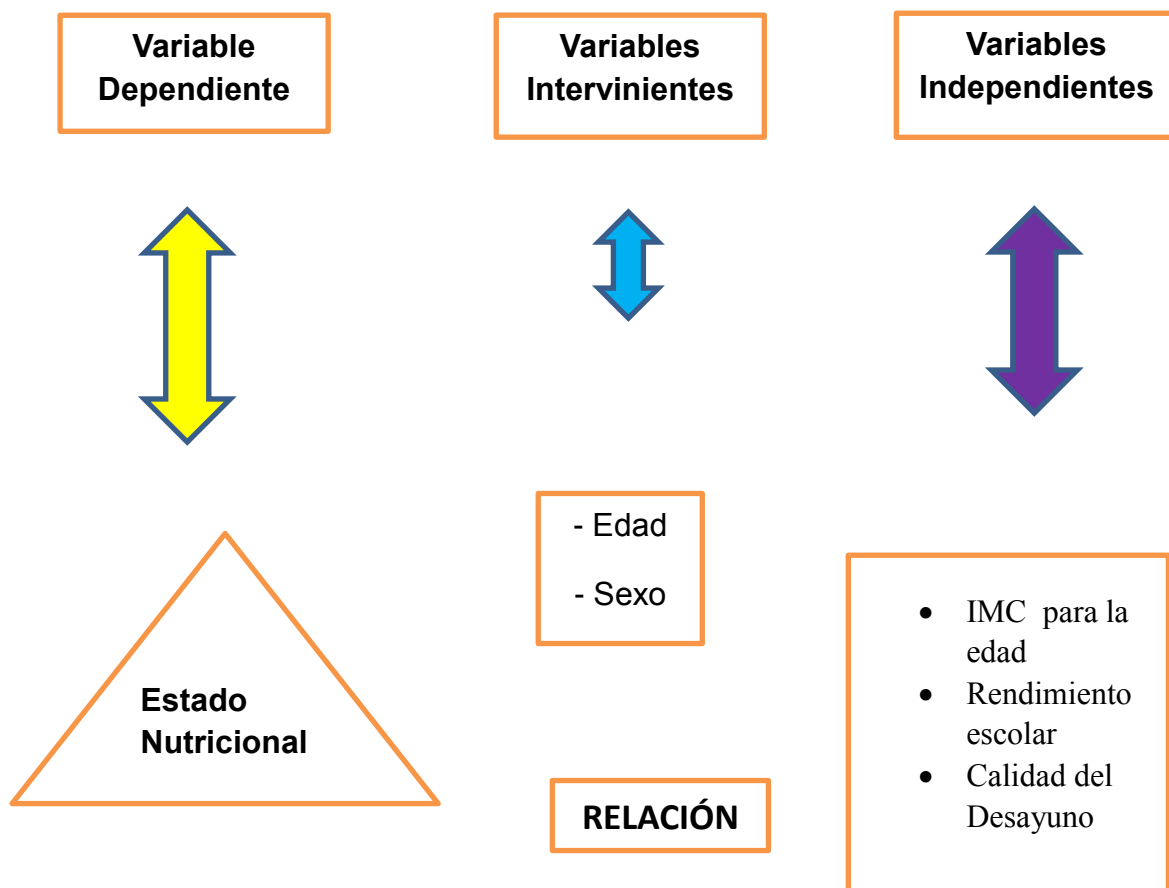 Variable
Dependiente
Variables
Intervinientes
Variables
Independientes
- Edad
- Sexo
Estado
Nutricional
• IMC para la
edad
• Rendimiento
escolar
• Calidad del
Desayuno
RELACIÓN